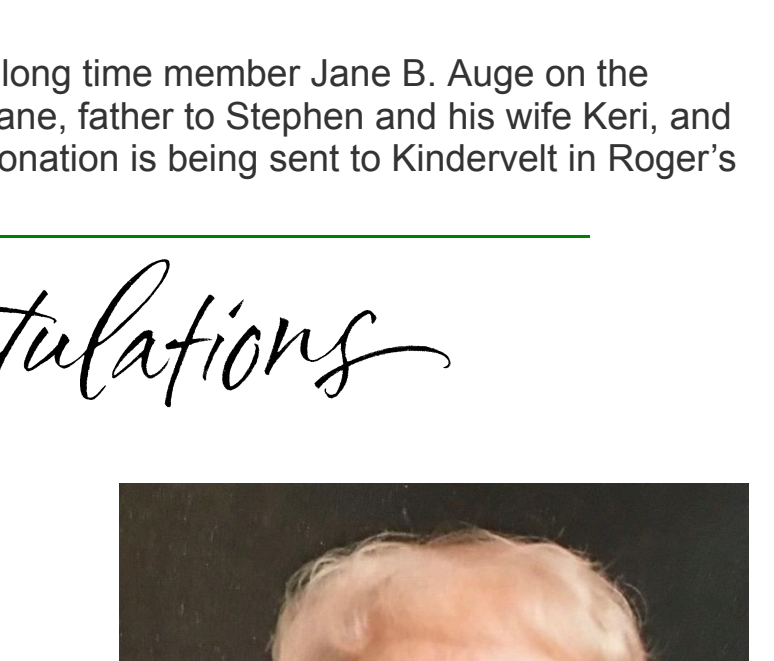 long time member Jane B. Auge on the
ane, father to Stephen and his wife Keri, and
onation is being sent to Kindervelt in Roger’s
tulations